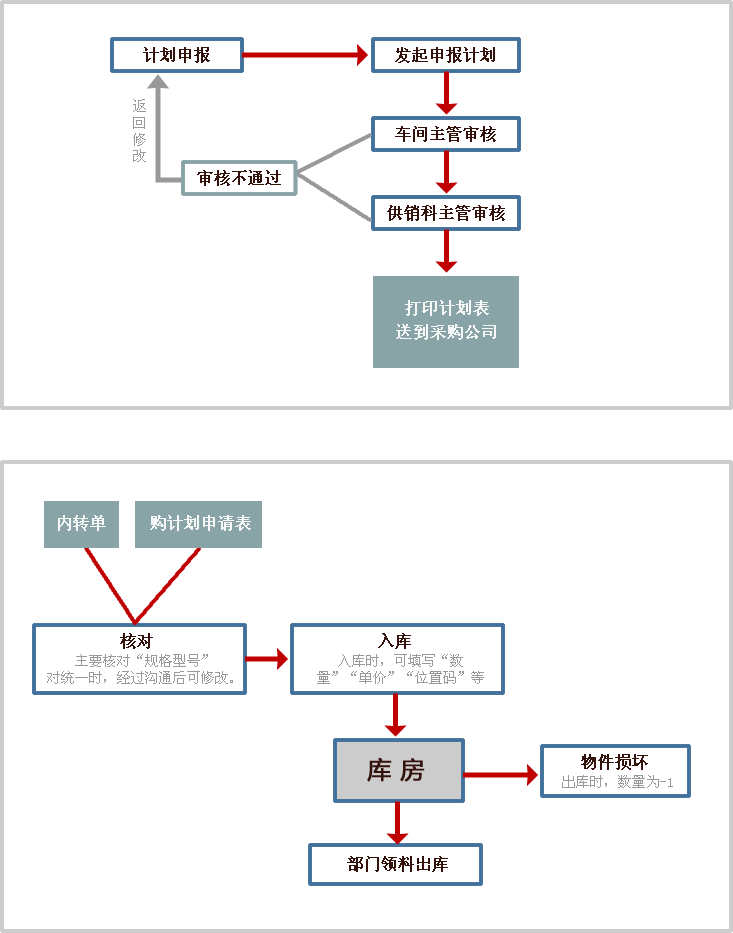 计划申报
发起申报计划
返回修改
车间主管审核
审核不通过
供销科主管审核
打印计划表
送到采购公司
内转单
购计划申请表
核对
主要核对“规格型号”
对统一时，经过沟通后可修改。
入库
入库时，可填写“数
量”“单价”“位置码”等
库房
物件损坏
出库时，数量为-1
部门领料出库